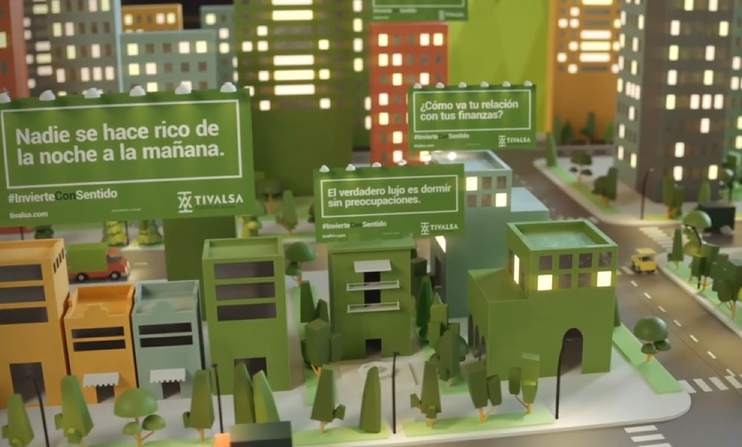 Nadie se hace rico de
la noche a la mañana.
#InvierteConSentido
TIVALSA
tivalsa.com
¿Cómo va tu relación
con tus finanzas?
#InvierteConSentido
TIVALSA
El verdadero lujo es dormir
sin preocupaciones.
#InvierteConSentido
TIVALSA